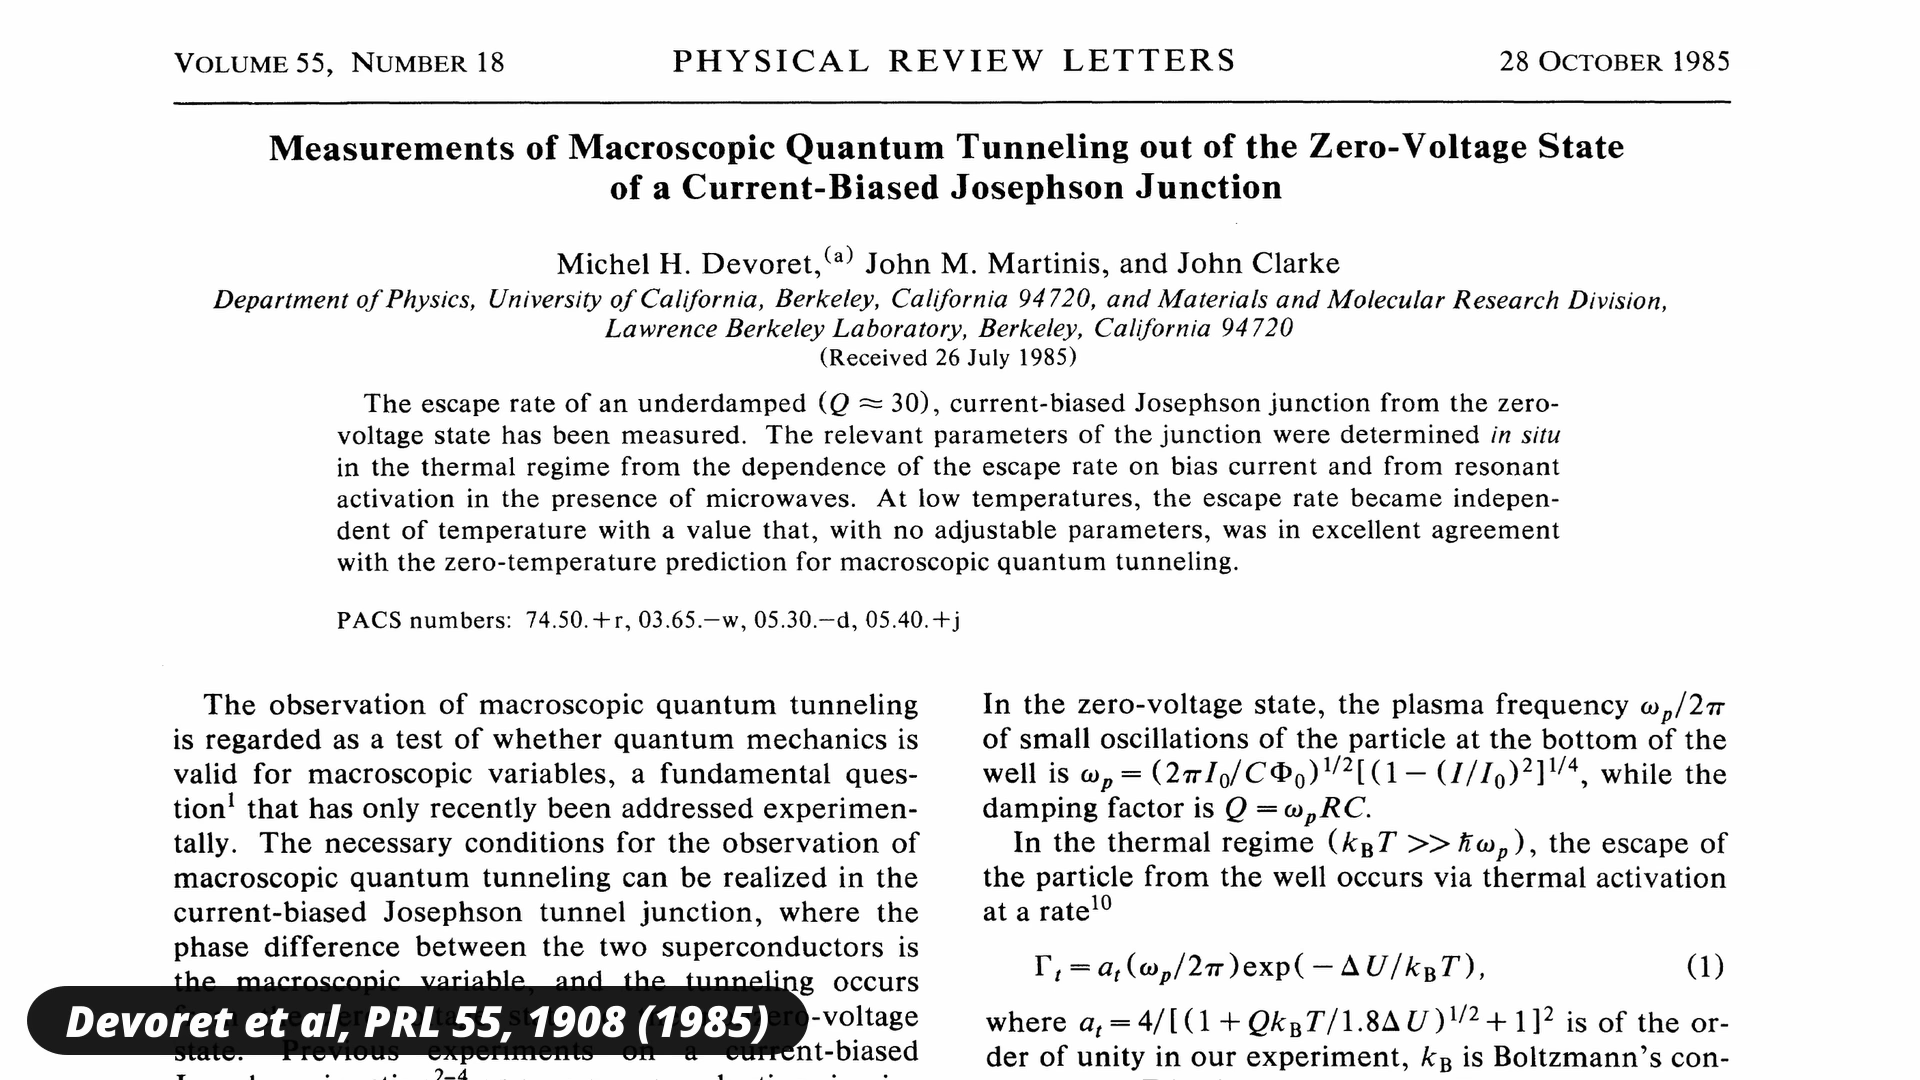 VOLUME 55, NUMBER 18 PHYSICAL REVIEW LETTERS 28 OCTOBER 1985
Measurements of Macroscopic Quantum Tunneling out of the Zero-Voltage State
of a Current-Biased Josephson Junction
Michel H. Devoret,(a) John M. Martinis, and John Clarke
Department of Physics, University of California, Berkeley, California 94720, and Materials and Molecular Research Division,
Lawrence Berkeley Laboratory, Berkeley, California 94720
(Received 26 July 1985)
The escape rate of an underdamped (Q ≈ 30), current-biased Josephson junction from the zero-
voltage state has been measured. The relevant parameters of the junction were determined in situ
in the thermal regime from the dependence of the escape rate on bias current and from resonant
activation in the presence of microwaves. At low temperatures, the escape rate became indepen-
dent of temperature with a value that, with no adjustable parameters, was in excellent agreement
with the zero-temperature prediction for macroscopic quantum tunneling.
PACS numbers: 74.50.+r, 03.65.−w, 05.30.−d, 05.40.+j
The observation of macroscopic quantum tunneling
is regarded as a test of whether quantum mechanics is
valid for macroscopic variables, a fundamental ques-
tion¹ that has only recently been addressed experimen-
tally. The necessary conditions for the observation of
macroscopic quantum tunneling can be realized in the
current-biased Josephson tunnel junction, where the
phase difference between the two superconductors is
the macroscopic variable, and the tunneling occurs
-voltage
state. Previous experiments on a current-biased
In the zero-voltage state, the plasma frequency ωp/2π
of small oscillations of the particle at the bottom of the
well is ωp = (2πI₀/CΦ₀)^1/2[(1 − (I/I₀)²]^1/4, while the
damping factor is Q = ωpRC.
In the thermal regime (kBT >> ℏωp), the escape of
the particle from the well occurs via thermal activation
at a rate¹⁰
Γt = at(ωp/2π)exp(−ΔU/kBT), (1)
where at = 4/[(1 + QkBT/1.8ΔU)^1/2 + 1]² is of the or-
der of unity in our experiment, kB is Boltzmann's con-
Devoret et al, PRL 55, 1908 (1985)